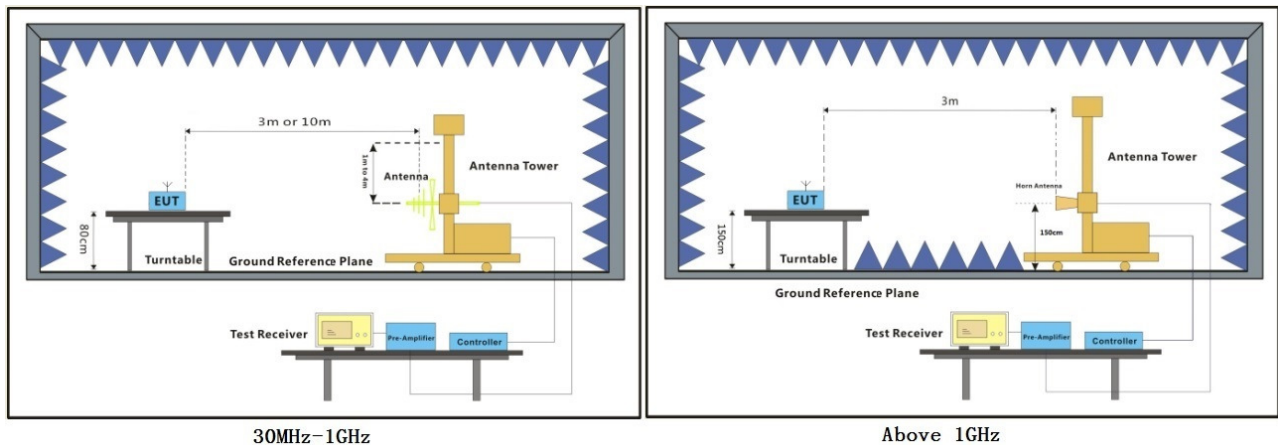 3m or 10m
1m to 4m
Antenna
Antenna Tower
EUT
80cm
Turntable
Ground Reference Plane
Test Receiver
Pre-Amplifier
Controller
30MHz-1GHz
3m
Antenna Tower
Horn Antenna
EUT
150cm
150cm
Turntable
Ground Reference Plane
Test Receiver
Pre-Amplifier
Controller
Above 1GHz